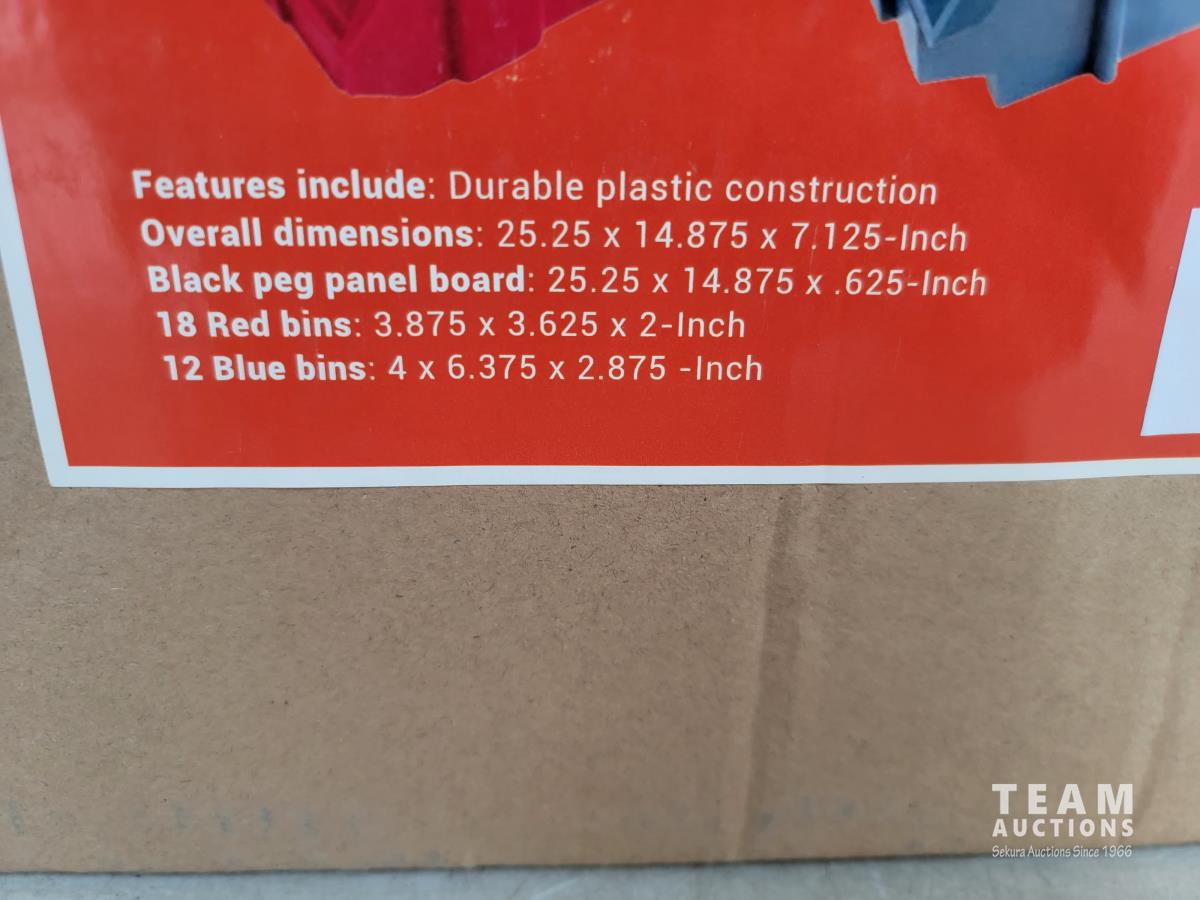 Features include: Durable plastic construction
Overall dimensions: 25.25 x 14.875 x 7.125-Inch
Black peg panel board: 25.25 x 14.875 x .625-Inch
18 Red bins: 3.875 x 3.625 x 2-Inch
12 Blue bins: 4 x 6.375 x 2.875 -Inch
TEAM
AUCTIONS
Sekura Auctions Since 1966